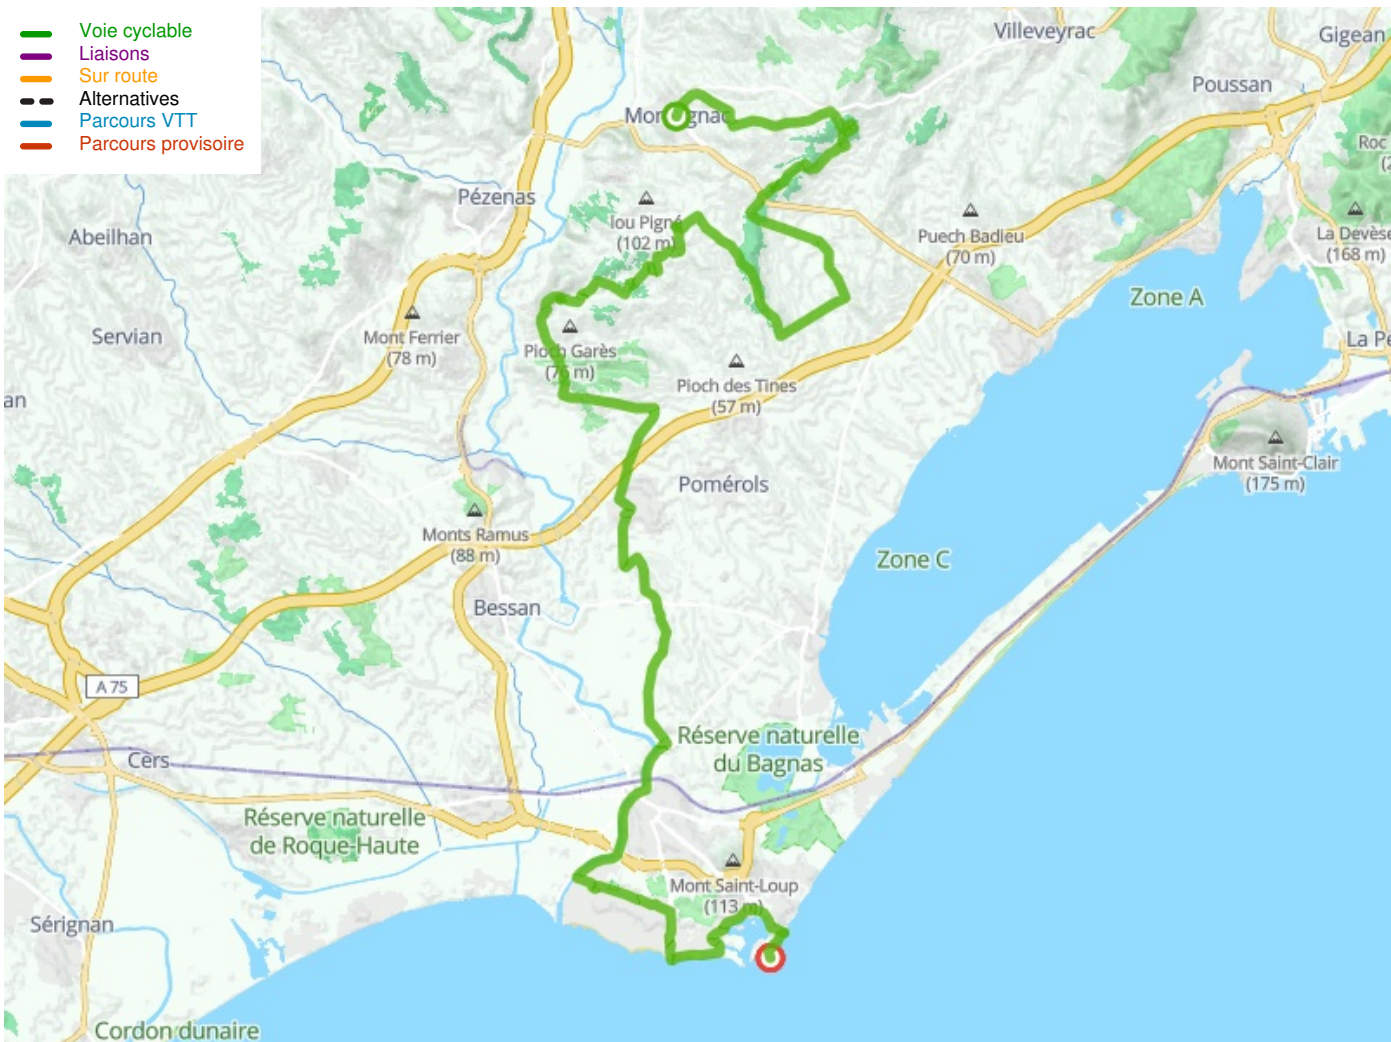 Voie cyclable
Liaisons
Sur route
Alternatives
Parcours VTT
Parcours provisoire
Villeveyrac
Gigean
Poussan
Roc
Pézenas
lou Pigné
(102 m)
Abeilhan
Puech Badieu
(70 m)
La Devèse
(168 m)
Zone A
Servian
Mont Ferrier
(78 m)
Pioch Garès
La Pe
Pioch des Tines
(57 m)
an
Mont Saint-Clair
(175 m)
Pomérols
Monts Ramus
(88 m)
Zone C
Bessan
A 75
Réserve naturelle
du Bagnas
Cers
Réserve naturelle
de Roque-Haute
Mont Saint-Loup
(113 m)
Sérignan
Cordon dunaire